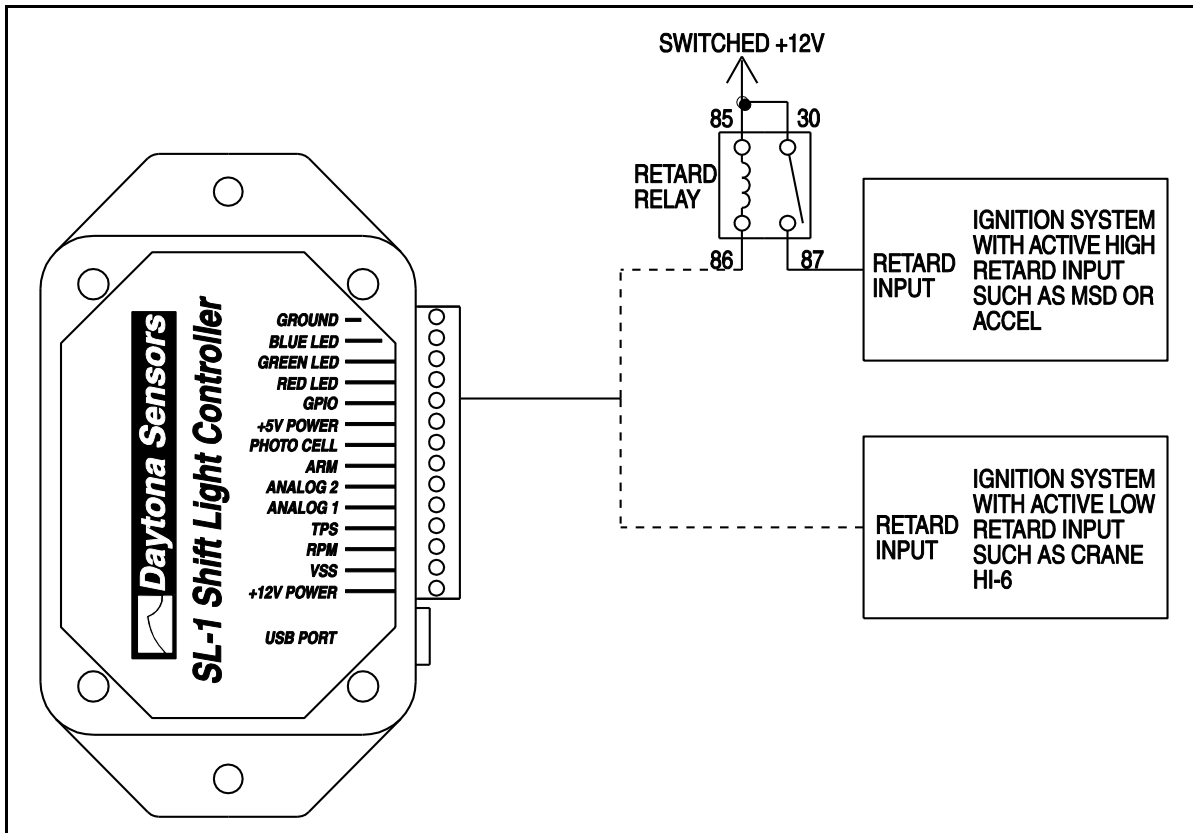 SWITCHED +12V
85
30
RETARD
RELAY
86
87
RETARD
INPUT
IGNITION SYSTEM
WITH ACTIVE HIGH
RETARD INPUT
SUCH AS MSD OR
ACCEL
Daytona Sensors
SL-1 Shift Light Controller
GROUND
BLUE LED
GREEN LED
RED LED
GPIO
+5V POWER
PHOTO CELL
ARM
ANALOG 2
ANALOG 1
TPS
RPM
VSS
+12V POWER
USB PORT
RETARD
INPUT
IGNITION SYSTEM
WITH ACTIVE LOW
RETARD INPUT
SUCH AS CRANE
HI-6